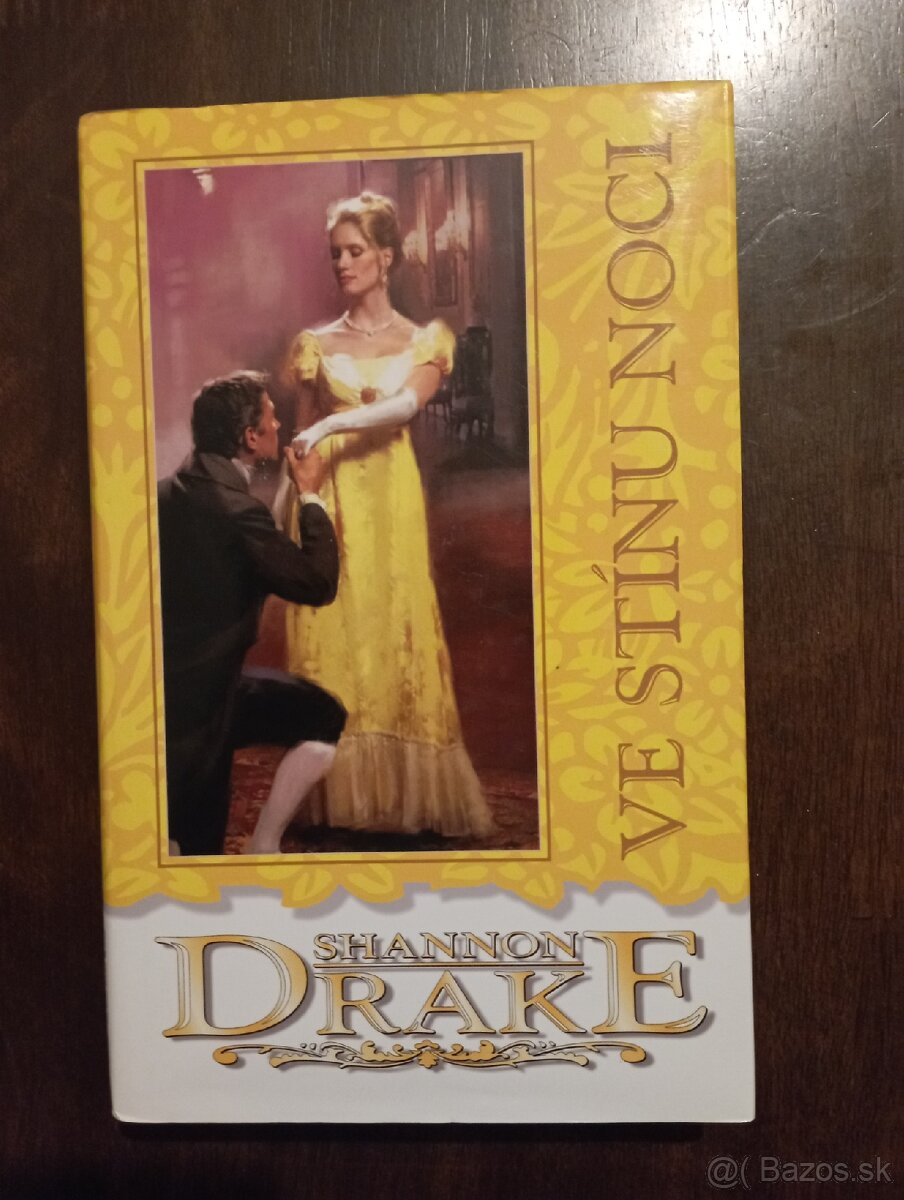 VE STÍNU NOCI
SHANNON
DRAKE
@( Bazos.sk